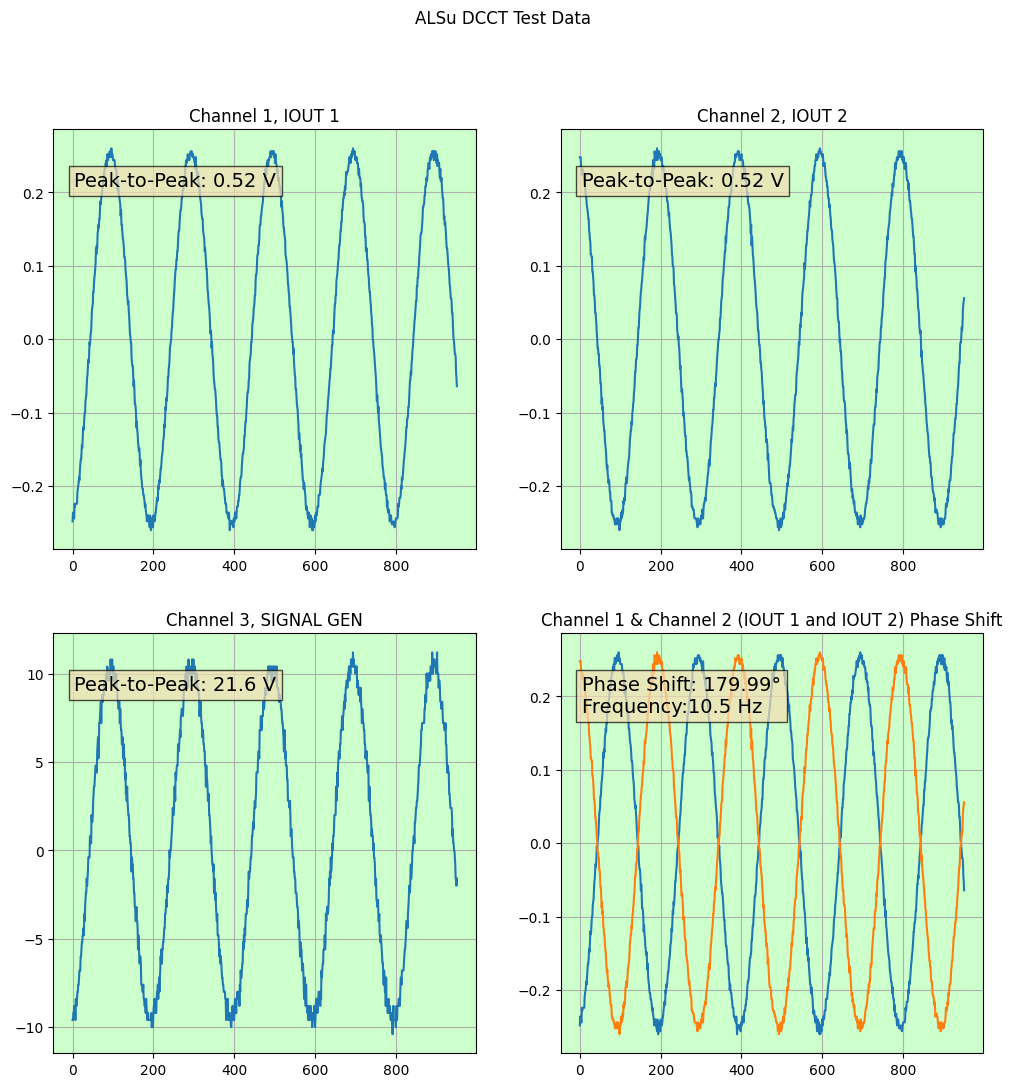 ALSu DCCT Test Data
Channel 1, IOUT 1
Peak-to-Peak: 0.52 V
0.2
0.1
0.0
−0.1
−0.2
0 200 400 600 800
Channel 2, IOUT 2
Peak-to-Peak: 0.52 V
0.2
0.1
0.0
−0.1
−0.2
0 200 400 600 800
Channel 3, SIGNAL GEN
Peak-to-Peak: 21.6 V
10
5
0
−5
−10
0 200 400 600 800
Channel 1 & Channel 2 (IOUT 1 and IOUT 2) Phase Shift
Phase Shift: 179.99°
Frequency:10.5 Hz
0.2
0.1
0.0
−0.1
−0.2
0 200 400 600 800